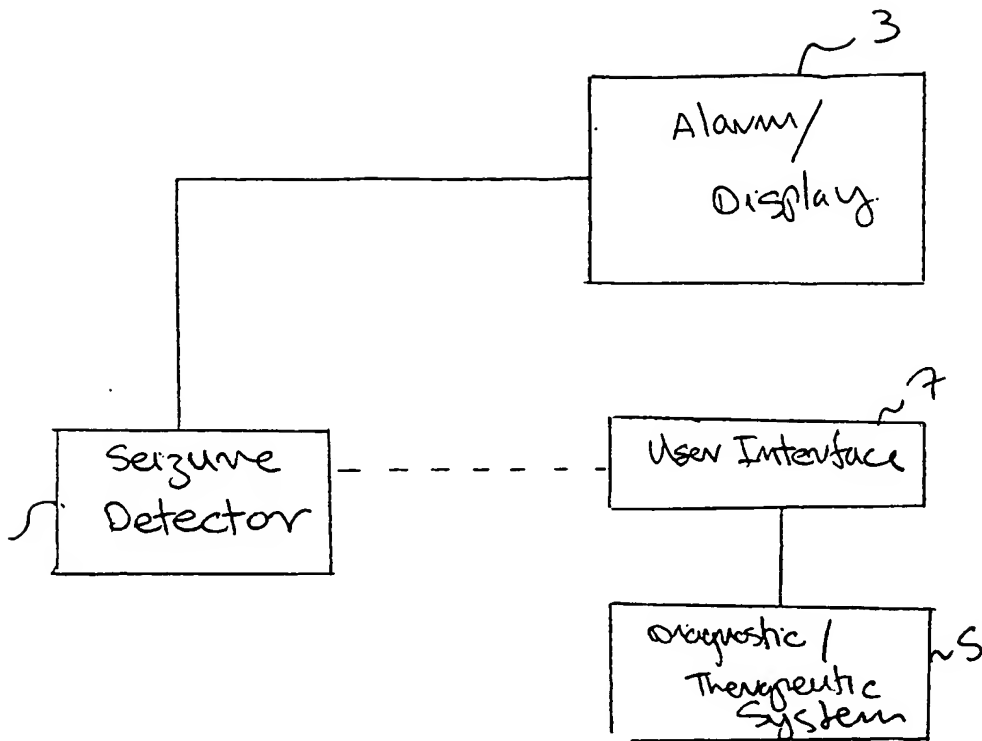 3
Alarm/
Display
7
Seizure
Detector
User Interface
Diagnostic /
Therapeutic
System
5